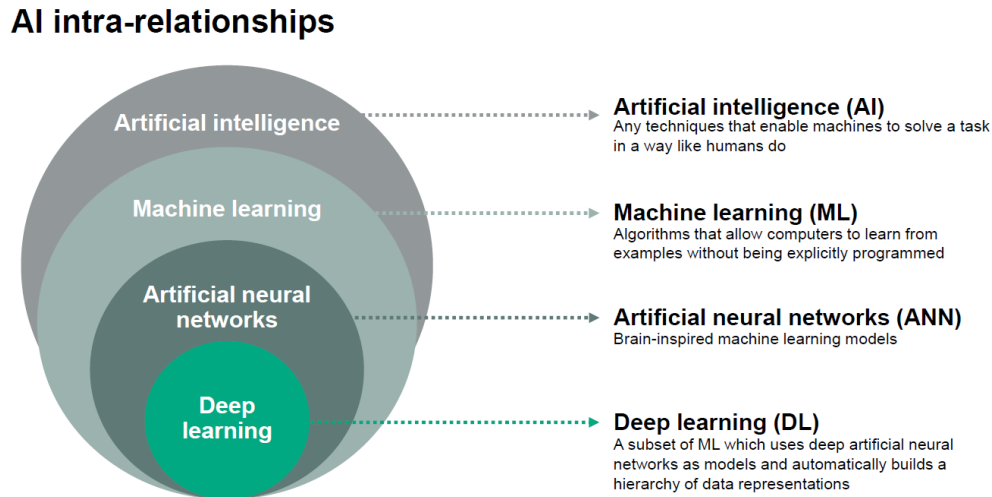 AI intra-relationships
Artificial intelligence
Machine learning
Artificial neural
networks
Deep
learning
Artificial intelligence (AI)
Any techniques that enable machines to solve a task
in a way like humans do
Machine learning (ML)
Algorithms that allow computers to learn from
examples without being explicitly programmed
Artificial neural networks (ANN)
Brain-inspired machine learning models
Deep learning (DL)
A subset of ML which uses deep artificial neural
networks as models and automatically builds a
hierarchy of data representations